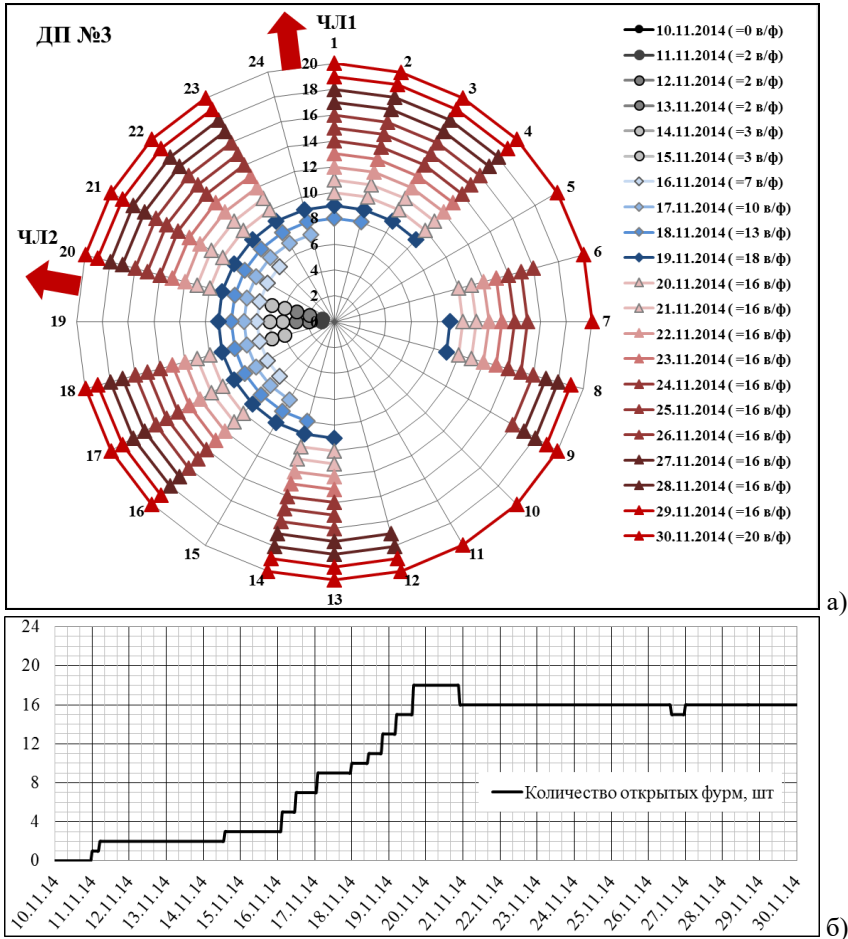 ДП №3
ЧЛ1
ЧЛ2
1
2
3
4
5
6
7
8
9
10
11
12
13
14
15
16
17
18
19
20
21
22
23
24
20
18
16
14
12
10
8
6
4
2
0
10.11.2014 ( =0 в/ф)
11.11.2014 ( =2 в/ф)
12.11.2014 ( =2 в/ф)
13.11.2014 ( =2 в/ф)
14.11.2014 ( =3 в/ф)
15.11.2014 ( =3 в/ф)
16.11.2014 ( =7 в/ф)
17.11.2014 ( =10 в/ф)
18.11.2014 ( =13 в/ф)
19.11.2014 ( =18 в/ф)
20.11.2014 ( =16 в/ф)
21.11.2014 ( =16 в/ф)
22.11.2014 ( =16 в/ф)
23.11.2014 ( =16 в/ф)
24.11.2014 ( =16 в/ф)
25.11.2014 ( =16 в/ф)
26.11.2014 ( =16 в/ф)
27.11.2014 ( =16 в/ф)
28.11.2014 ( =16 в/ф)
29.11.2014 ( =16 в/ф)
30.11.2014 ( =20 в/ф)
а)
24
20
16
12
8
4
0
Количество открытых фурм, шт
10.11.14
11.11.14
12.11.14
13.11.14
14.11.14
15.11.14
16.11.14
17.11.14
18.11.14
19.11.14
20.11.14
21.11.14
22.11.14
23.11.14
24.11.14
25.11.14
26.11.14
27.11.14
28.11.14
29.11.14
30.11.14
б)